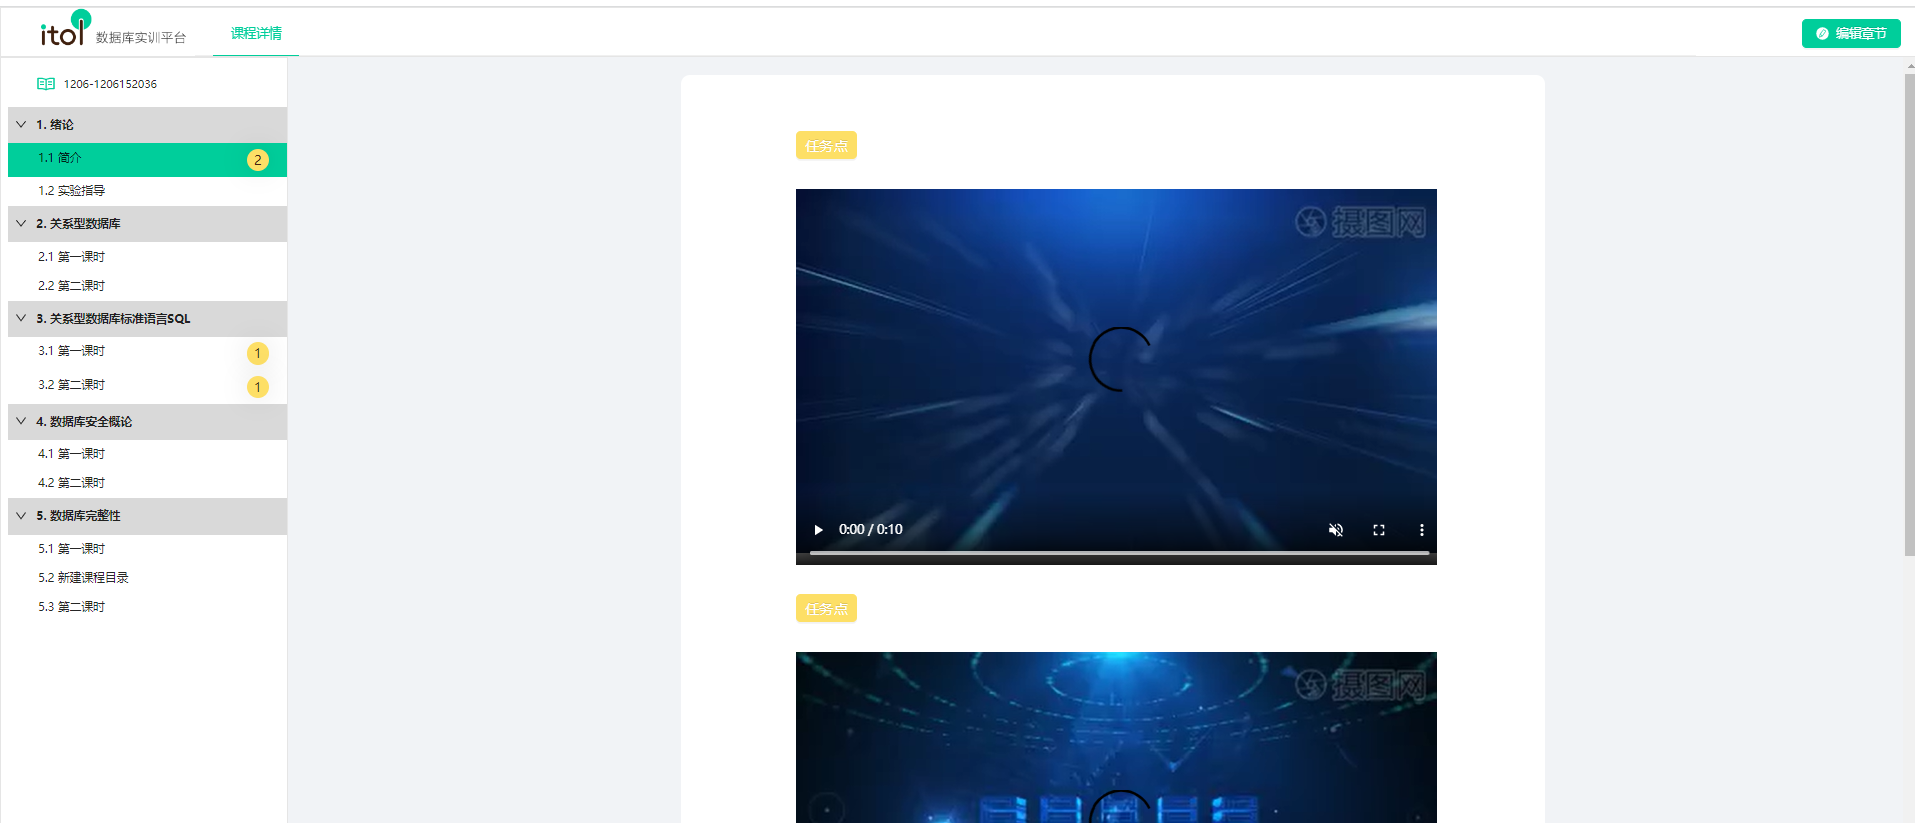 itol 数据库实训平台
课程详情
编辑章节
1206-1206152036
1. 绪论
1.1 简介
2
1.2 实验指导
2. 关系型数据库
2.1 第一课时
2.2 第二课时
3. 关系型数据库标准语言SQL
3.1 第一课时
1
3.2 第二课时
1
4. 数据库安全概论
4.1 第一课时
4.2 第二课时
5. 数据库完整性
5.1 第一课时
5.2 新建课程目录
5.3 第二课时
任务点
摄图网
0:00 / 0:10
任务点
摄图网